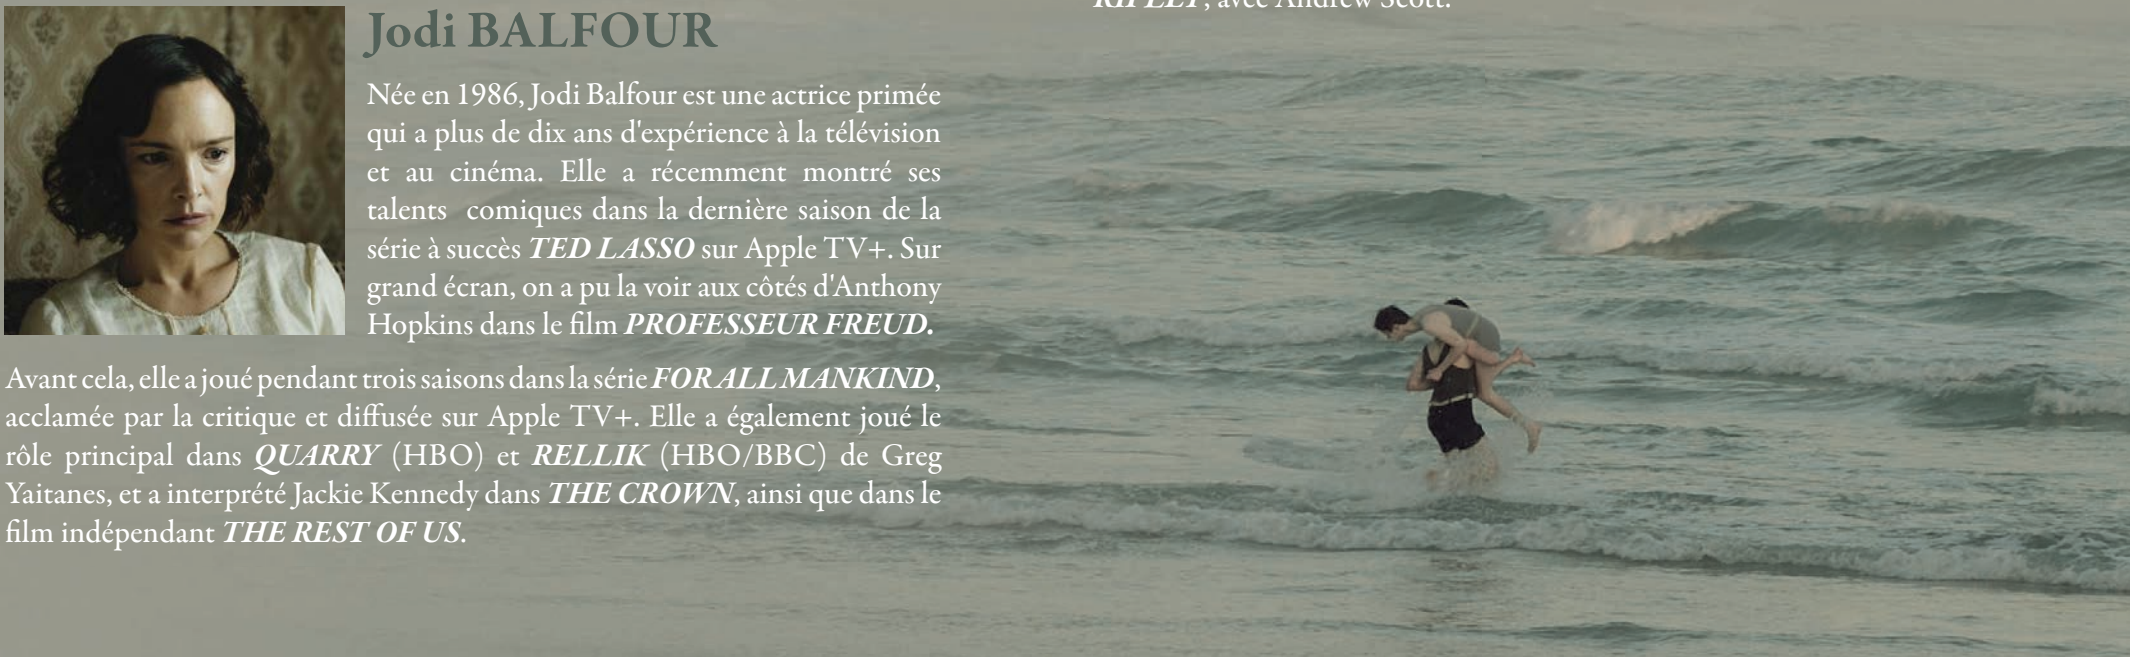 RIPLEY, avec Andrew Scott.
Jodi BALFOUR
Née en 1986, Jodi Balfour est une actrice primée
qui a plus de dix ans d'expérience à la télévision
et au cinéma. Elle a récemment montré ses
talents comiques dans la dernière saison de la
série à succès TED LASSO sur Apple TV+. Sur
grand écran, on a pu la voir aux côtés d'Anthony
Hopkins dans le film PROFESSEUR FREUD.
Avant cela, elle a joué pendant trois saisons dans la série FOR ALL MANKIND,
acclamée par la critique et diffusée sur Apple TV+. Elle a également joué le
rôle principal dans QUARRY (HBO) et RELLIK (HBO/BBC) de Greg
Yaitanes, et a interprété Jackie Kennedy dans THE CROWN, ainsi que dans le
film indépendant THE REST OF US.